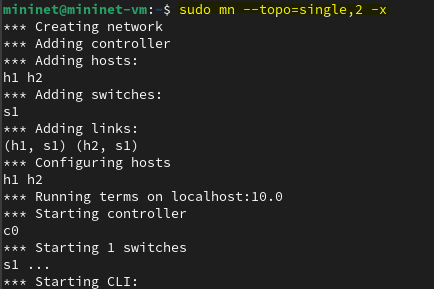 mininet@mininet-vm:~$ sudo mn --topo=single,2 -x
*** Creating network
*** Adding controller
*** Adding hosts:
h1 h2
*** Adding switches:
s1
*** Adding links:
(h1, s1) (h2, s1)
*** Configuring hosts
h1 h2
*** Running terms on localhost:10.0
*** Starting controller
c0
*** Starting 1 switches
s1 ...
*** Starting CLI: